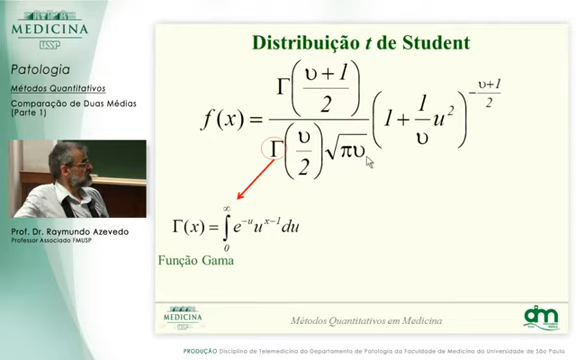 MEDICINA
USP
Patologia
Métodos Quantitativos
Comparação de Duas Médias
(Parte 1)
Prof. Dr. Raymundo Azevedo
Professor Associado FMUSP
Distribuição t de Student
f(x) = Γ((υ+1)/2) / (Γ(υ/2) √πυ) (1 + 1/υ u²)^(-(υ+1)/2)
Γ(x) = ∫₀^∞ e^(-u) u^(x-1) du
Função Gama
MEDICINA
Métodos Quantitativos em Medicina
dim
PRODUÇÃO Disciplina de Telemedicina do Departamento de Patologia da Faculdade de Medicina da Universidade de São Paulo